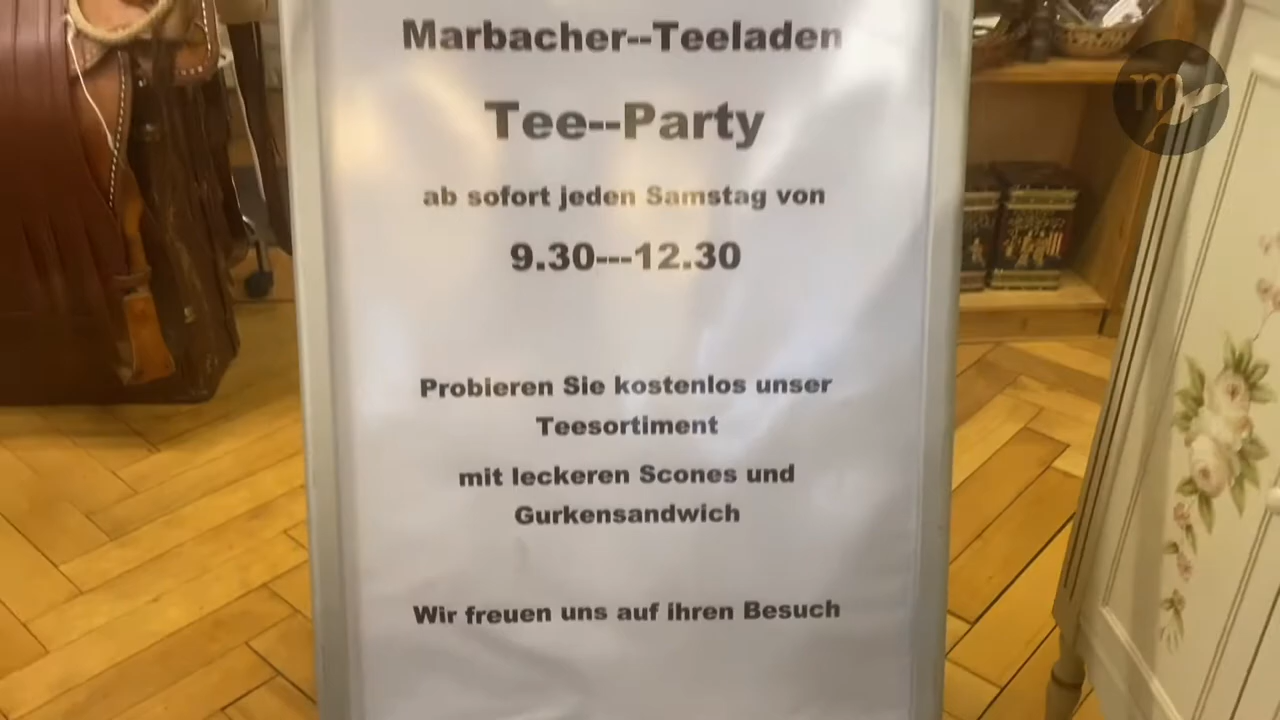 Marbacher--Teeladen
Tee--Party
ab sofort jeden Samstag von
9.30---12.30
Probieren Sie kostenlos unser
Teesortiment
mit leckeren Scones und
Gurkensandwich
Wir freuen uns auf ihren Besuch